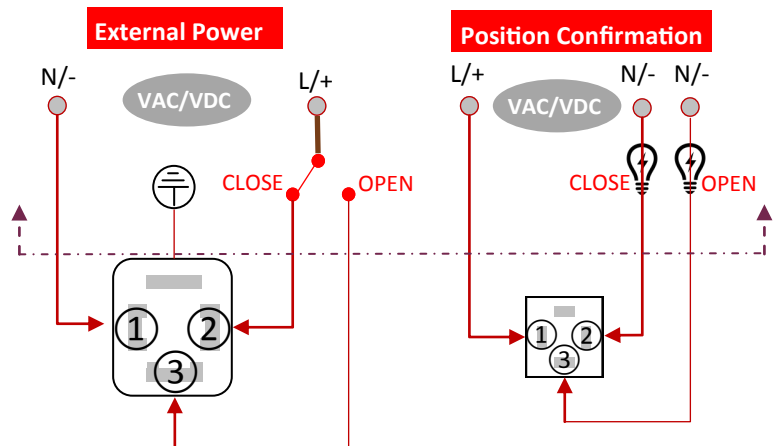 External Power
Position Confirmation
N/-
L/+
L/+
N/-
N/-
VAC/VDC
VAC/VDC
CLOSE
OPEN
CLOSE
OPEN
1
2
3
1
2
3